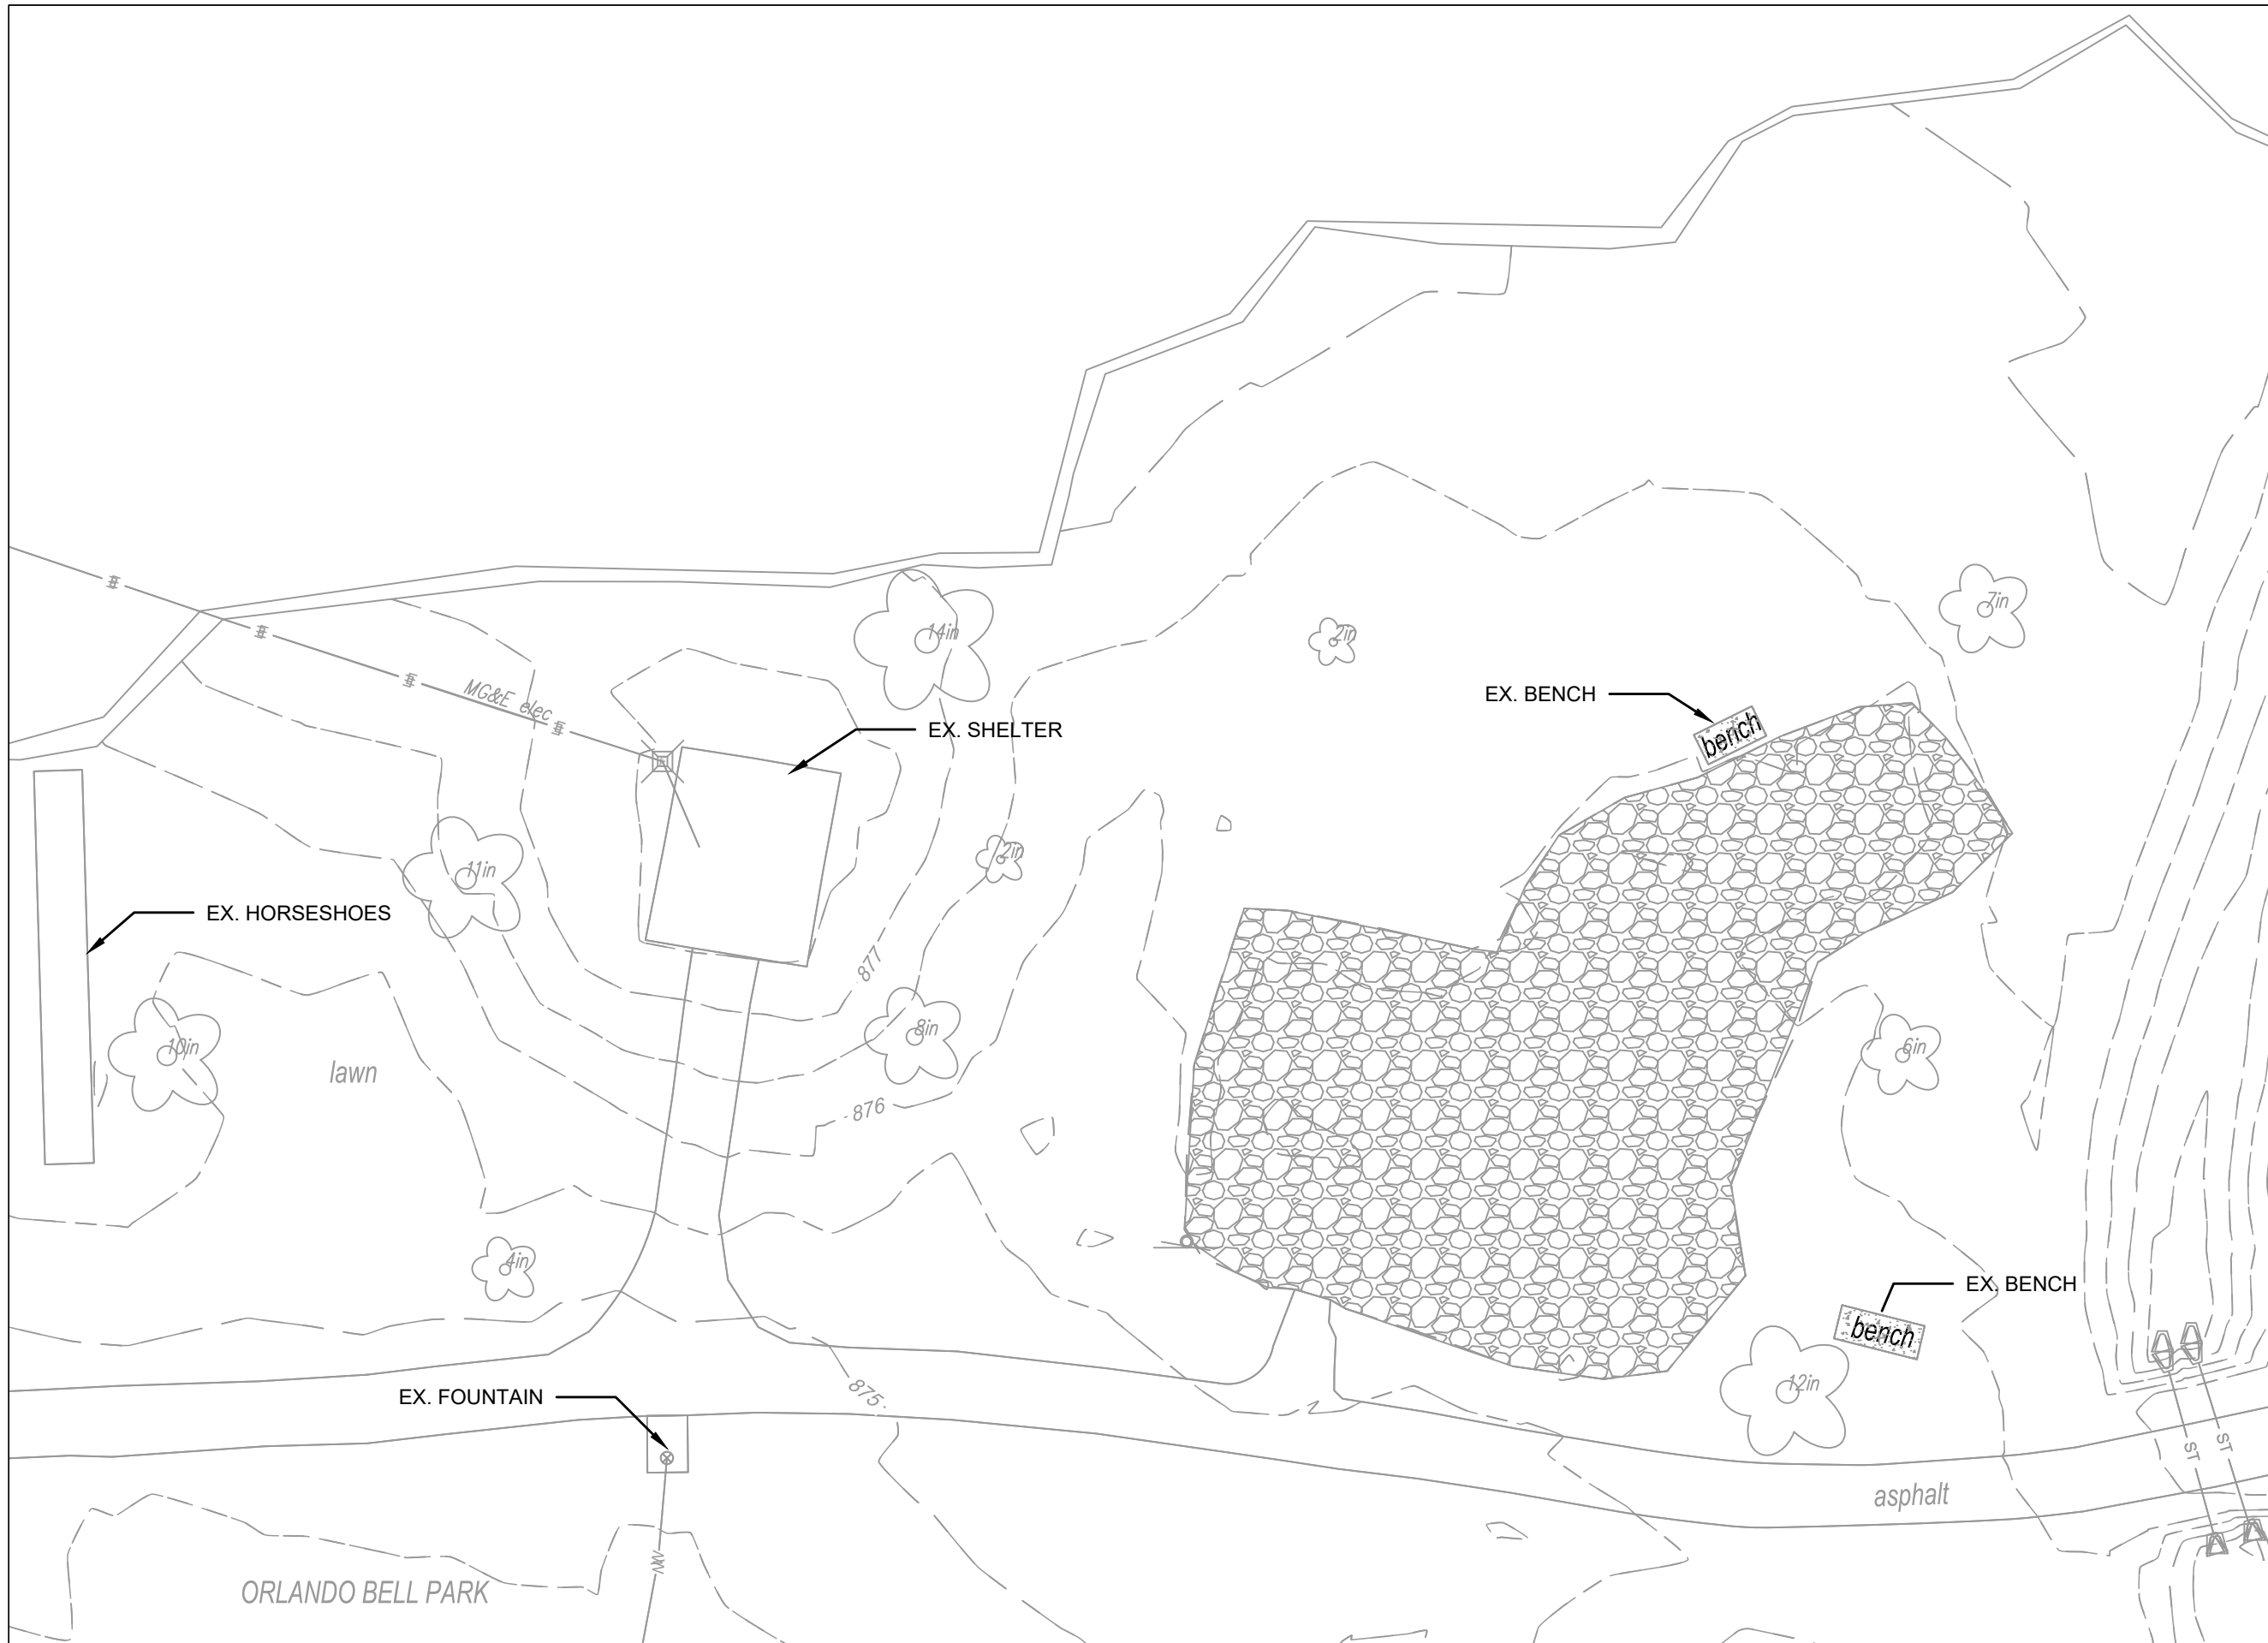 7in
14in
2in
MG&E elec
EX. BENCH
bench
EX. SHELTER
2in
11in
EX. HORSESHOES
877
8in
10in
6in
lawn
876
4in
EX. BENCH
bench
12in
875
EX. FOUNTAIN
ST
ST
asphalt
ORLANDO BELL PARK